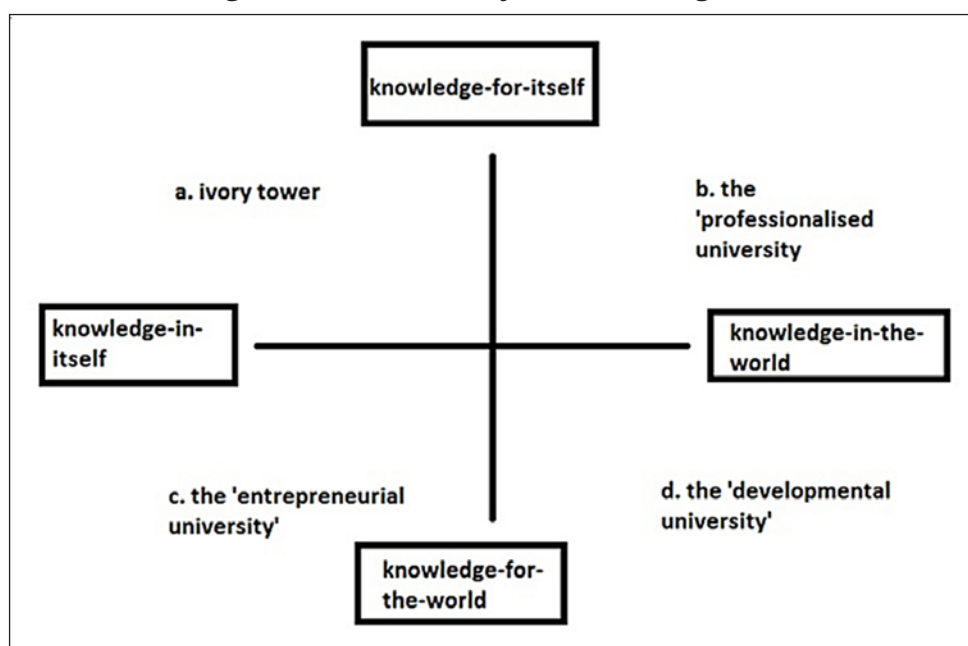 knowledge-for-itself
a. ivory tower
b. the
'professionalised
university
knowledge-in-
itself
knowledge-in-the-
world
c. the 'entrepreneurial
university'
d. the 'developmental
university'
knowledge-for-
the-world